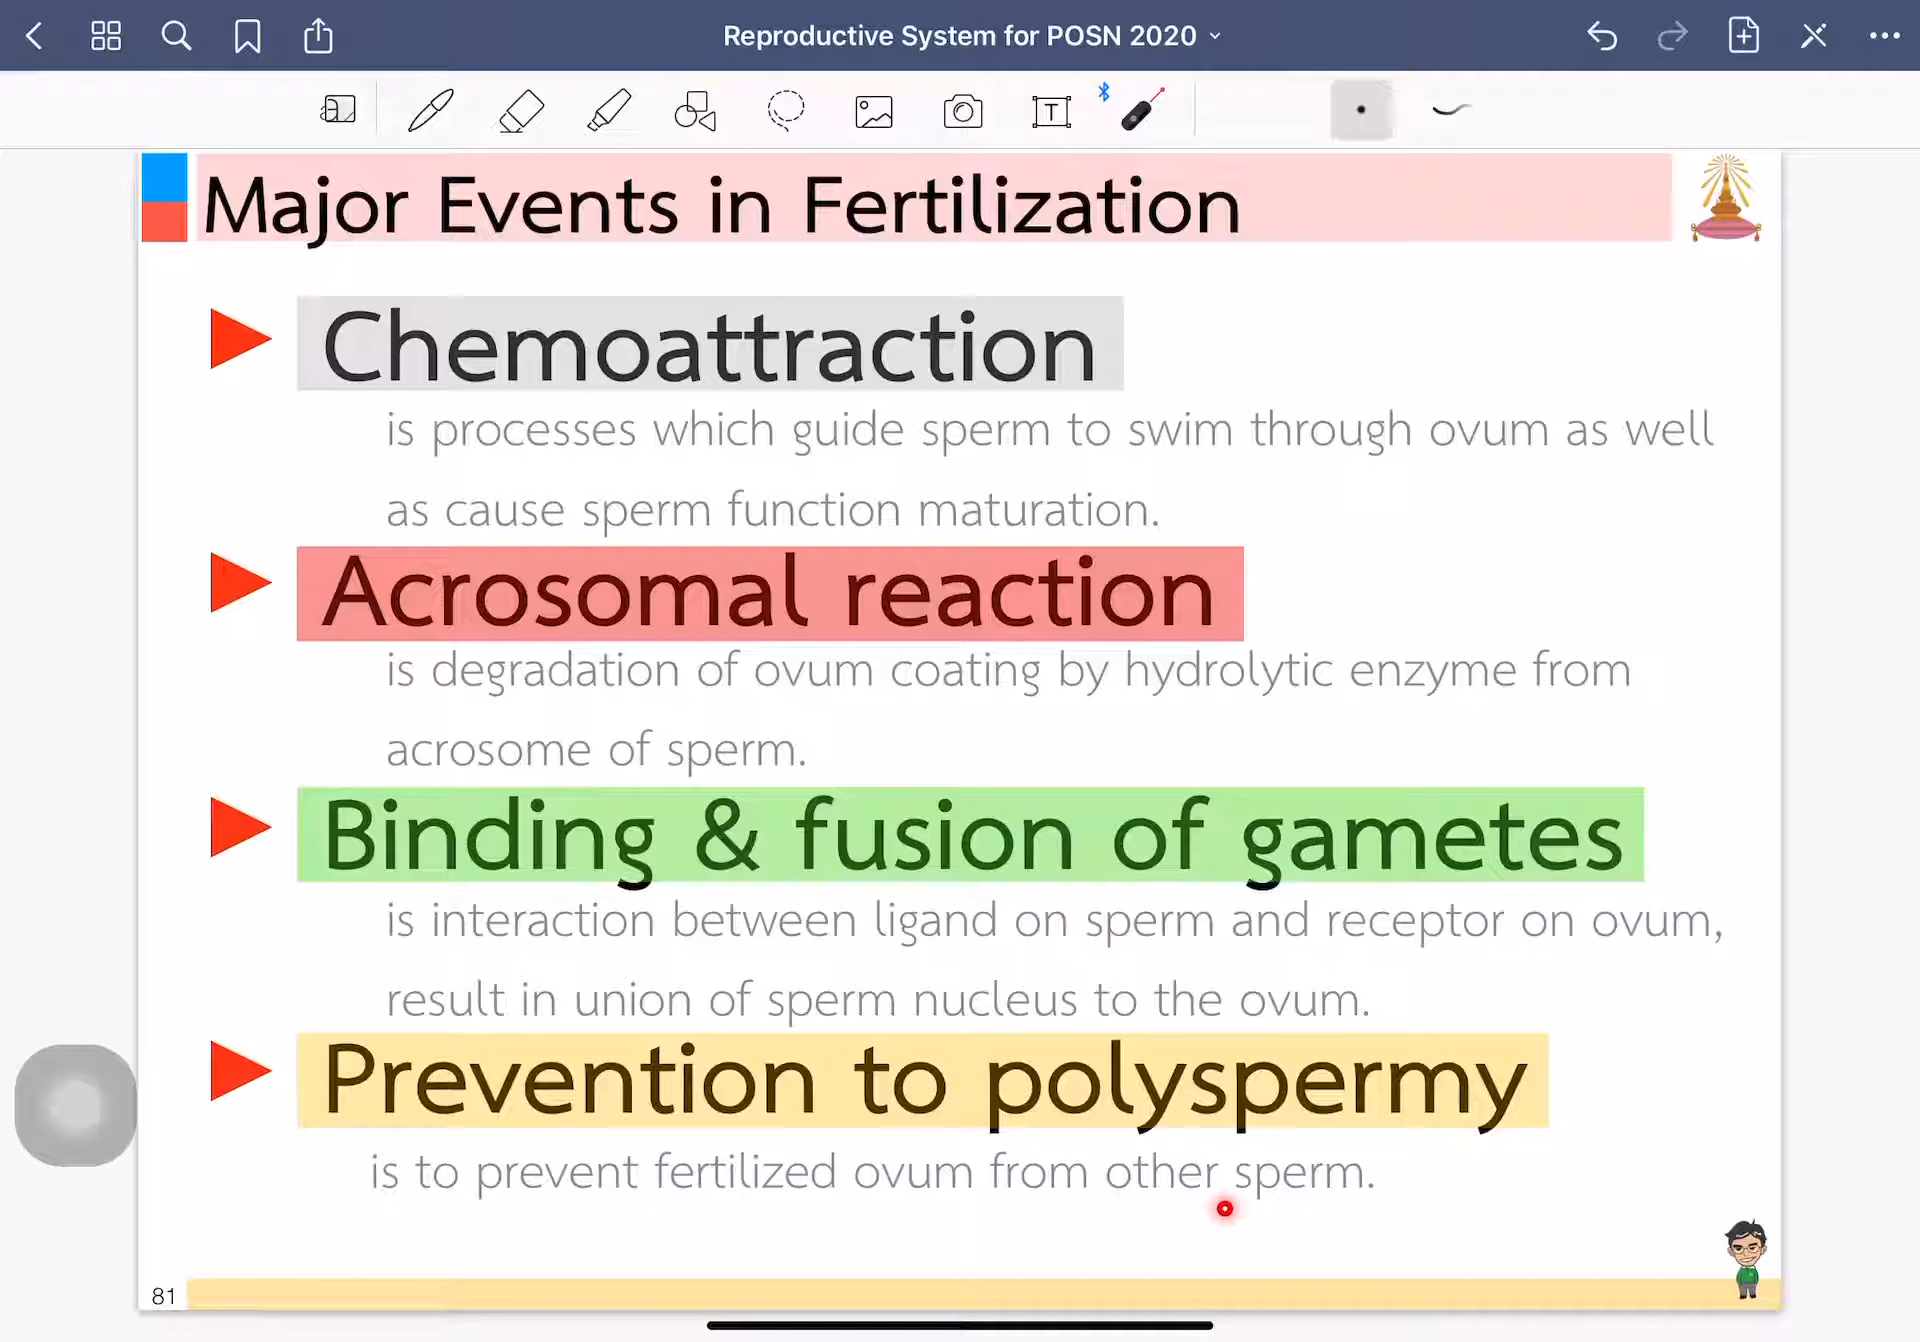 Reproductive System for POSN 2020
Major Events in Fertilization
Chemoattraction
is processes which guide sperm to swim through ovum as well
as cause sperm function maturation.
Acrosomal reaction
is degradation of ovum coating by hydrolytic enzyme from
acrosome of sperm.
Binding & fusion of gametes
is interaction between ligand on sperm and receptor on ovum,
result in union of sperm nucleus to the ovum.
Prevention to polyspermy
is to prevent fertilized ovum from other sperm.
81